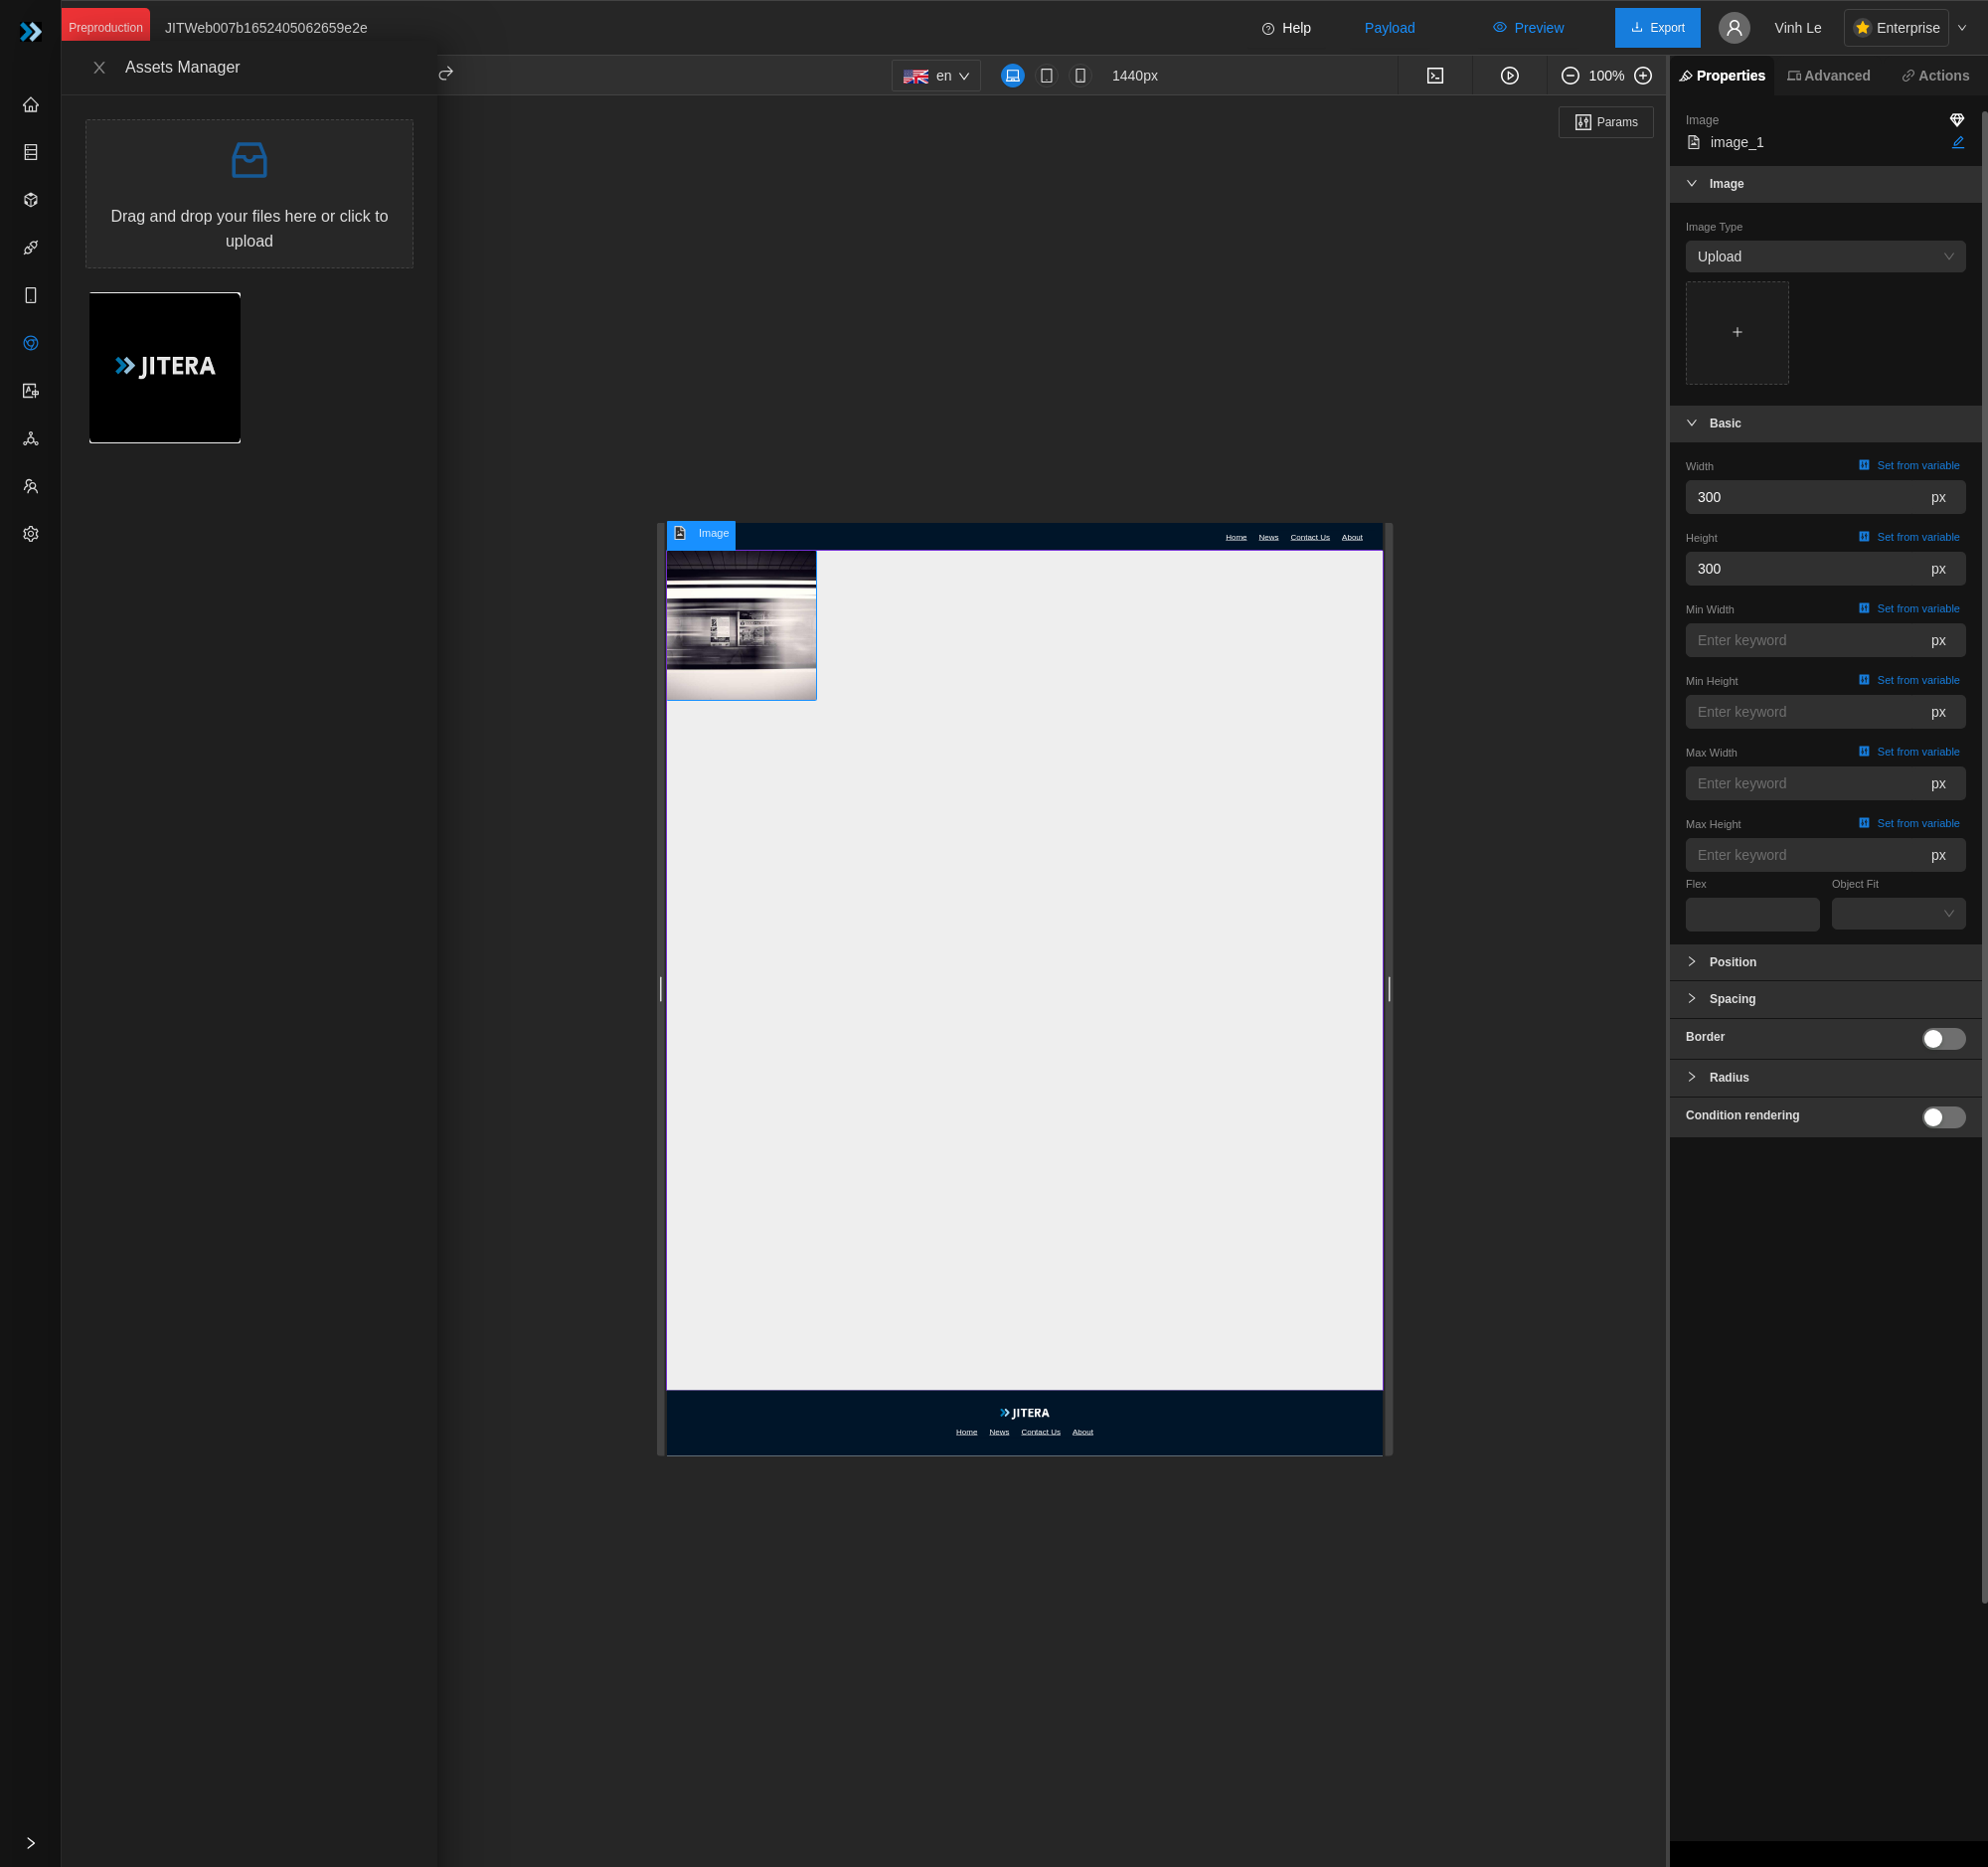 Preproduction
JITWeb007b1652405062659e2e
Help
Payload
Preview
Export
Vinh Le
Enterprise
Assets Manager
en
1440px
100%
Properties
Advanced
Actions
Drag and drop your files here or click to
upload
JITERA
Params
Image
image_1
Image
Image Type
Upload
Basic
Width
Set from variable
300
px
Height
Set from variable
300
px
Min Width
Set from variable
Enter keyword
px
Min Height
Set from variable
Enter keyword
px
Max Width
Set from variable
Enter keyword
px
Max Height
Set from variable
Enter keyword
px
Flex
Object Fit
Position
Spacing
Border
Radius
Condition rendering
Image
Home
News
Contact Us
About
JITERA
Home
News
Contact Us
About